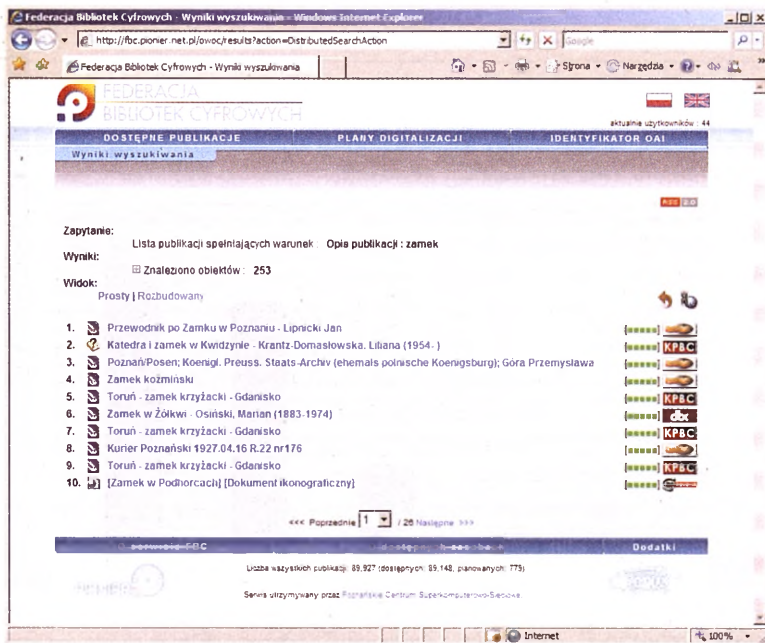 Federacja Bibliotek Cyfrowych - Wyniki wyszukiwania - Windows Internet Explorer
http://fbc.pionier.net.pl/owoc/results?action=DistributedSearchAction
Google
Federacja Bibliotek Cyfrowych - Wyniki wyszukiwania
Strona
Narzędzia
FEDERACJA
BIBLIOTEK CYFROWYCH
aktualnie użytkowników : 44
DOSTĘPNE PUBLIKACJE PLANY DIGITALIZACJI IDENTYFIKATOR OAI
Wyniki wyszukiwania
RSS 2.0
Zapytanie:
Lista publikacji spełniających warunek : Opis publikacji : zamek
Wyniki:
Znaleziono obiektów : 253
Widok:
Prosty | Rozbudowany
1. Przewodnik po Zamku w Poznaniu - Lipnicki Jan
2. Katedra i zamek w Kwidzynie - Krantz-Domasłowska, Liliana (1954- ) KPBC
3. Poznań/Posen; Koenigl. Preuss. Staats-Archiv (ehemals polnische Koenigsburg); Góra Przemysława
4. Zamek koźmiński
5. Toruń - zamek krzyżacki - Gdanisko KPBC
6. Zamek w Żółkwi - Osiński, Marian (1883-1974) dbc
7. Toruń - zamek krzyżacki - Gdanisko KPBC
8. Kurier Poznański 1927.04.16 R.22 nr176
9. Toruń - zamek krzyżacki - Gdanisko KPBC
10. [Zamek w Podhorcach] [Dokument ikonograficzny]
<<< Poprzednie 1 / 26 Następne >>>
O serwisie FBC Dodatki
Liczba wszystkich publikacji: 89,927 (dostępnych: 89,148, planowanych: 779)
Serwis utrzymywany przez Poznańskie Centrum Superkomputerowo-Sieciowe
Internet 100%